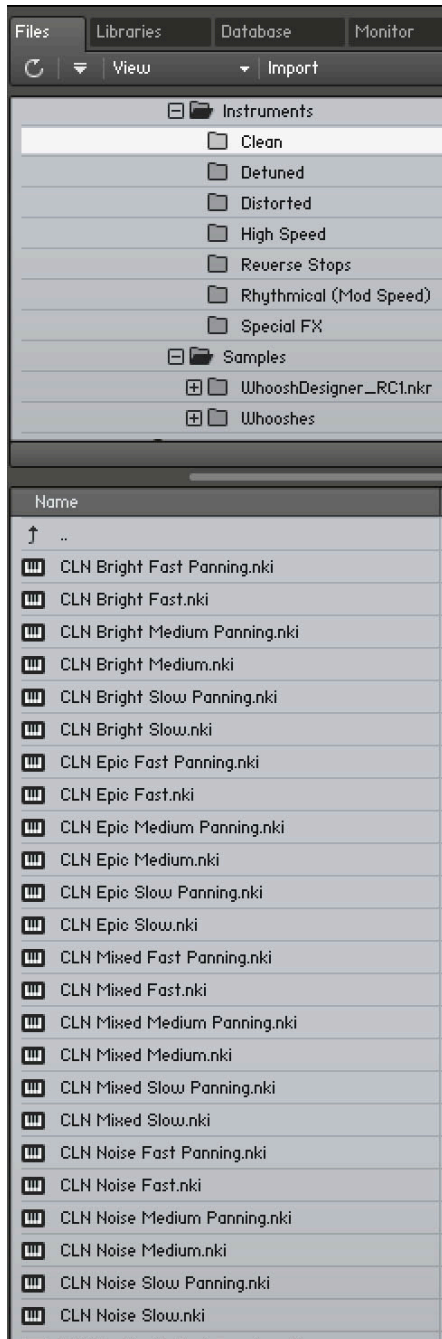 Files Libraries Database Monitor
View Import
Instruments
Clean
Detuned
Distorted
High Speed
Reverse Stops
Rhythmical (Mod Speed)
Special FX
Samples
WhooshDesigner_RC1.nkr
Whooshes
Name
..
CLN Bright Fast Panning.nki
CLN Bright Fast.nki
CLN Bright Medium Panning.nki
CLN Bright Medium.nki
CLN Bright Slow Panning.nki
CLN Bright Slow.nki
CLN Epic Fast Panning.nki
CLN Epic Fast.nki
CLN Epic Medium Panning.nki
CLN Epic Medium.nki
CLN Epic Slow Panning.nki
CLN Epic Slow.nki
CLN Mixed Fast Panning.nki
CLN Mixed Fast.nki
CLN Mixed Medium Panning.nki
CLN Mixed Medium.nki
CLN Mixed Slow Panning.nki
CLN Mixed Slow.nki
CLN Noise Fast Panning.nki
CLN Noise Fast.nki
CLN Noise Medium Panning.nki
CLN Noise Medium.nki
CLN Noise Slow Panning.nki
CLN Noise Slow.nki